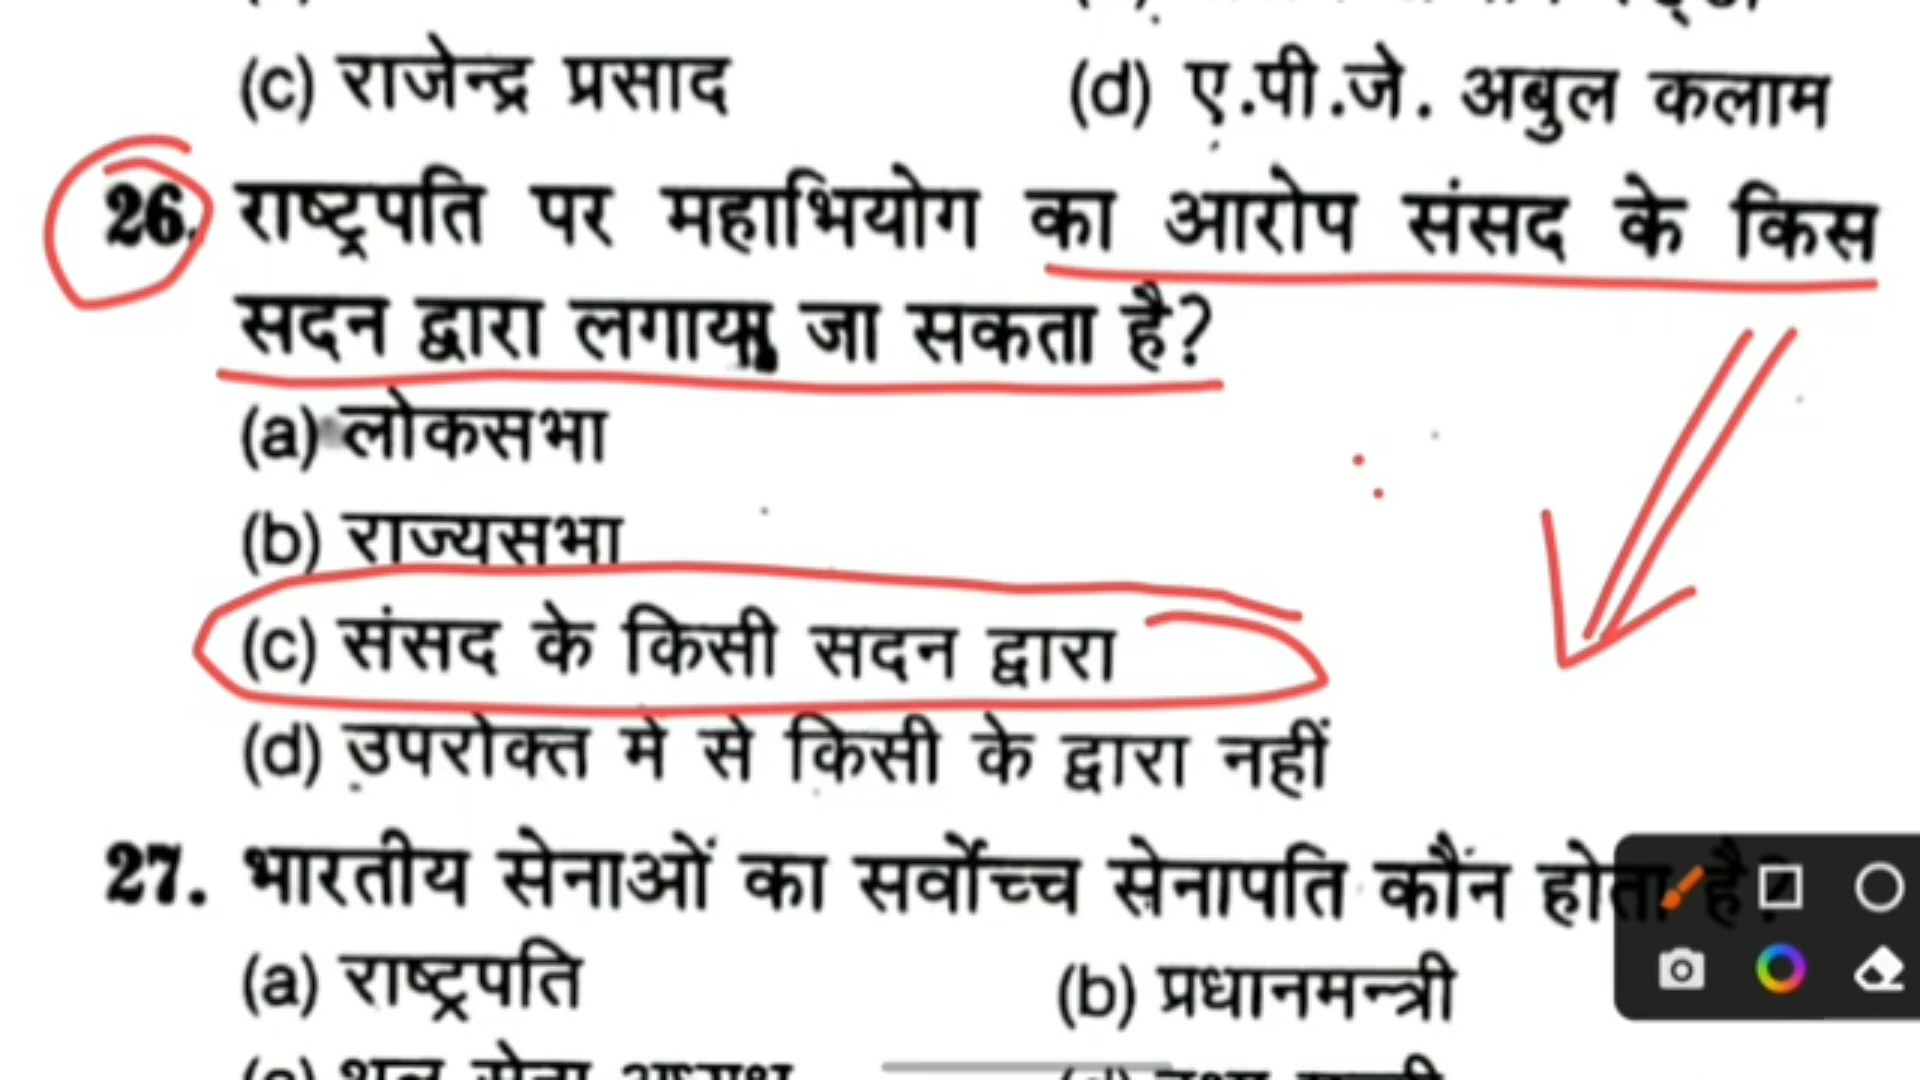 (c) राजेन्द्र प्रसाद (d) ए.पी.जे. अबुल कलाम
26. राष्ट्रपति पर महाभियोग का आरोप संसद के किस
सदन द्वारा लगाया जा सकता है?
(a) लोकसभा
(b) राज्यसभा
(c) संसद के किसी सदन द्वारा
(d) उपरोक्त में से किसी के द्वारा नहीं
27. भारतीय सेनाओं का सर्वोच्च सेनापति कौन होता है?
(a) राष्ट्रपति (b) प्रधानमन्त्री